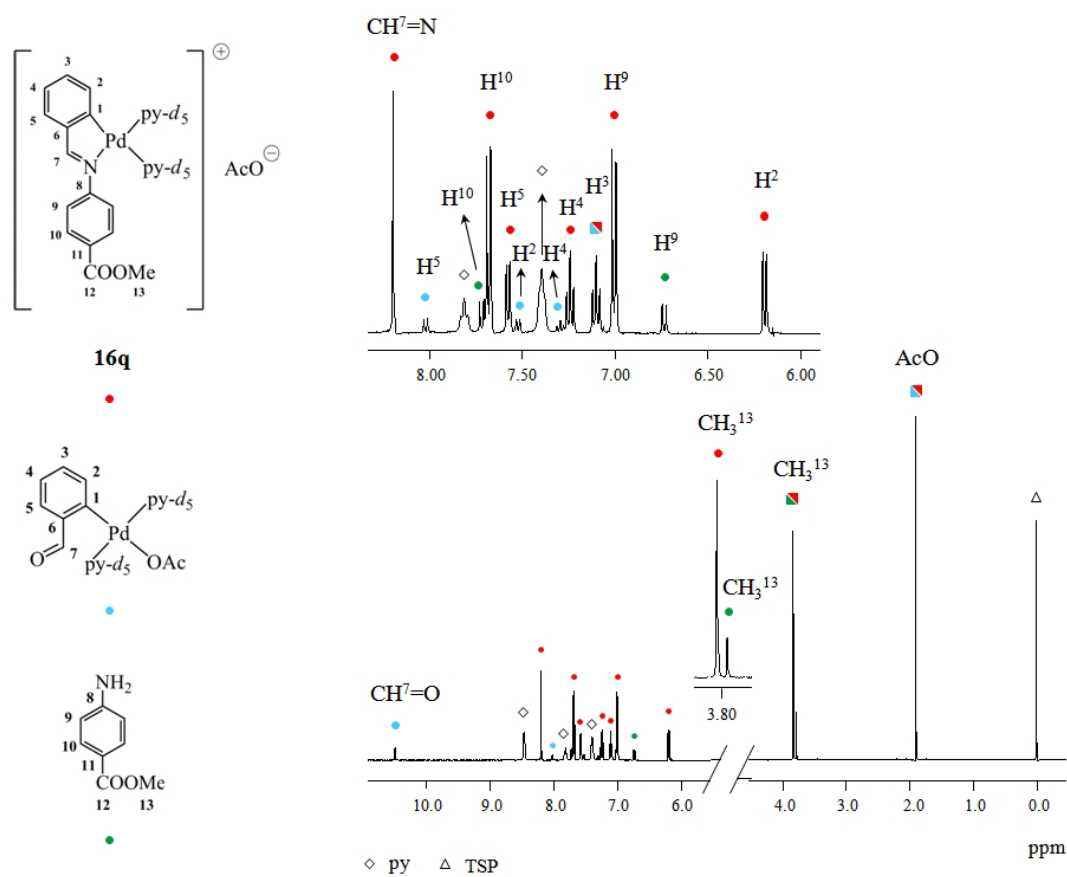 CH⁷=N
H¹⁰
H⁹
H³
H²
H¹⁰
H⁵
H⁴
H⁵
H²
H⁴
H⁹
8.00 7.50 7.00 6.50 6.00
⊕
3
2
4
1
5
6
7
Pd
py-d₅
py-d₅
N
AcO⊖
8
9
10
11
COOMe
12 13
16q
3
4
2
1
5
6
7
O
Pd
py-d₅
py-d₅
OAc
NH₂
8
9
10
11
COOMe
12 13
AcO
CH₃¹³
CH₃¹³
CH₃¹³
3.80
CH⁷=O
10.0 9.0 8.0 7.0 6.0 4.0 3.0 2.0 1.0 0.0
ppm
◇ py △ TSP